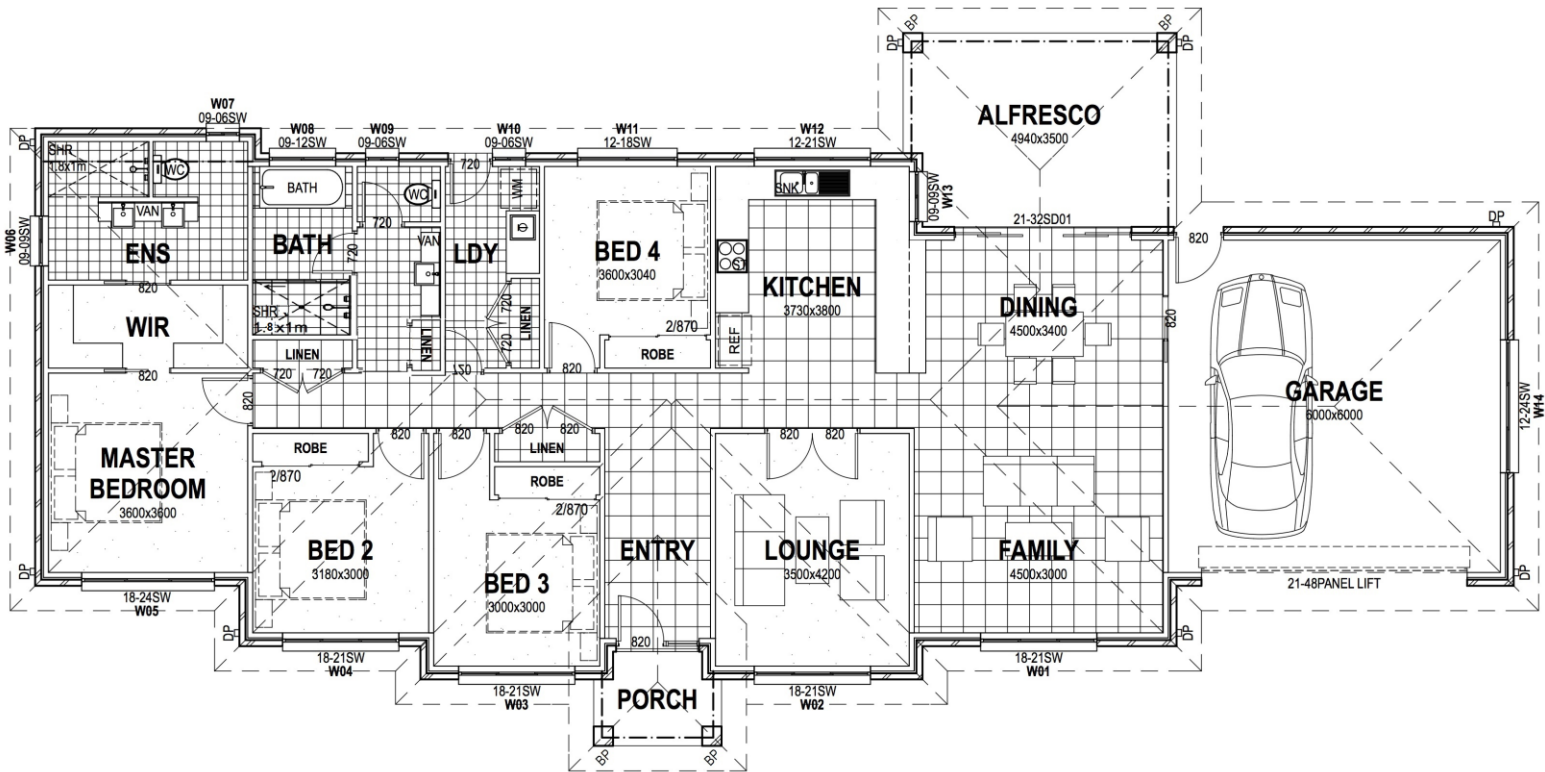 BP
BP
DP
DP
W07
09-06SW
ALFRESCO
4940x3500
W08
09-12SW
W09
09-06SW
W10
09-06SW
W11
12-18SW
W12
12-21SW
DP
SHR
1.8x1m
WC
BATH
WC
720
WM
SNK
09-09SW
W13
720
VAN
21-32SD01
DP
W06
09-09SW
ENS
BATH
720
VAN
LDY
BED 4
3600x3040
820
820
KITCHEN
3730x3800
DINING
4500x3400
WIR
SHR
1.8x1m
720
LINEN
2/870
REF
820
LINEN
LINEN
720
ROBE
820
720
720
720
820
GARAGE
6000x6000
12-24SW
W14
820
820
820
820
820
820
820
820
ROBE
LINEN
MASTER
BEDROOM
3600x3600
2/870
ROBE
2/870
BED 2
3180x3000
ENTRY
LOUNGE
3500x4200
FAMILY
4500x3000
BED 3
3000x3000
DP
DP
18-24SW
W05
21-48PANEL LIFT
DP
820
DP
18-21SW
W04
18-21SW
W01
18-21SW
W03
PORCH
18-21SW
W02
BP
BP